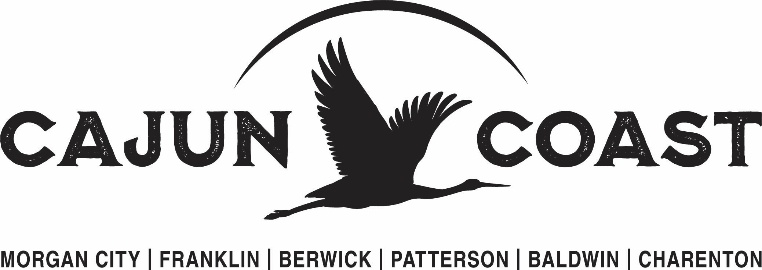 CAJUN COAST
MORGAN CITY | FRANKLIN | BERWICK | PATTERSON | BALDWIN | CHARENTON